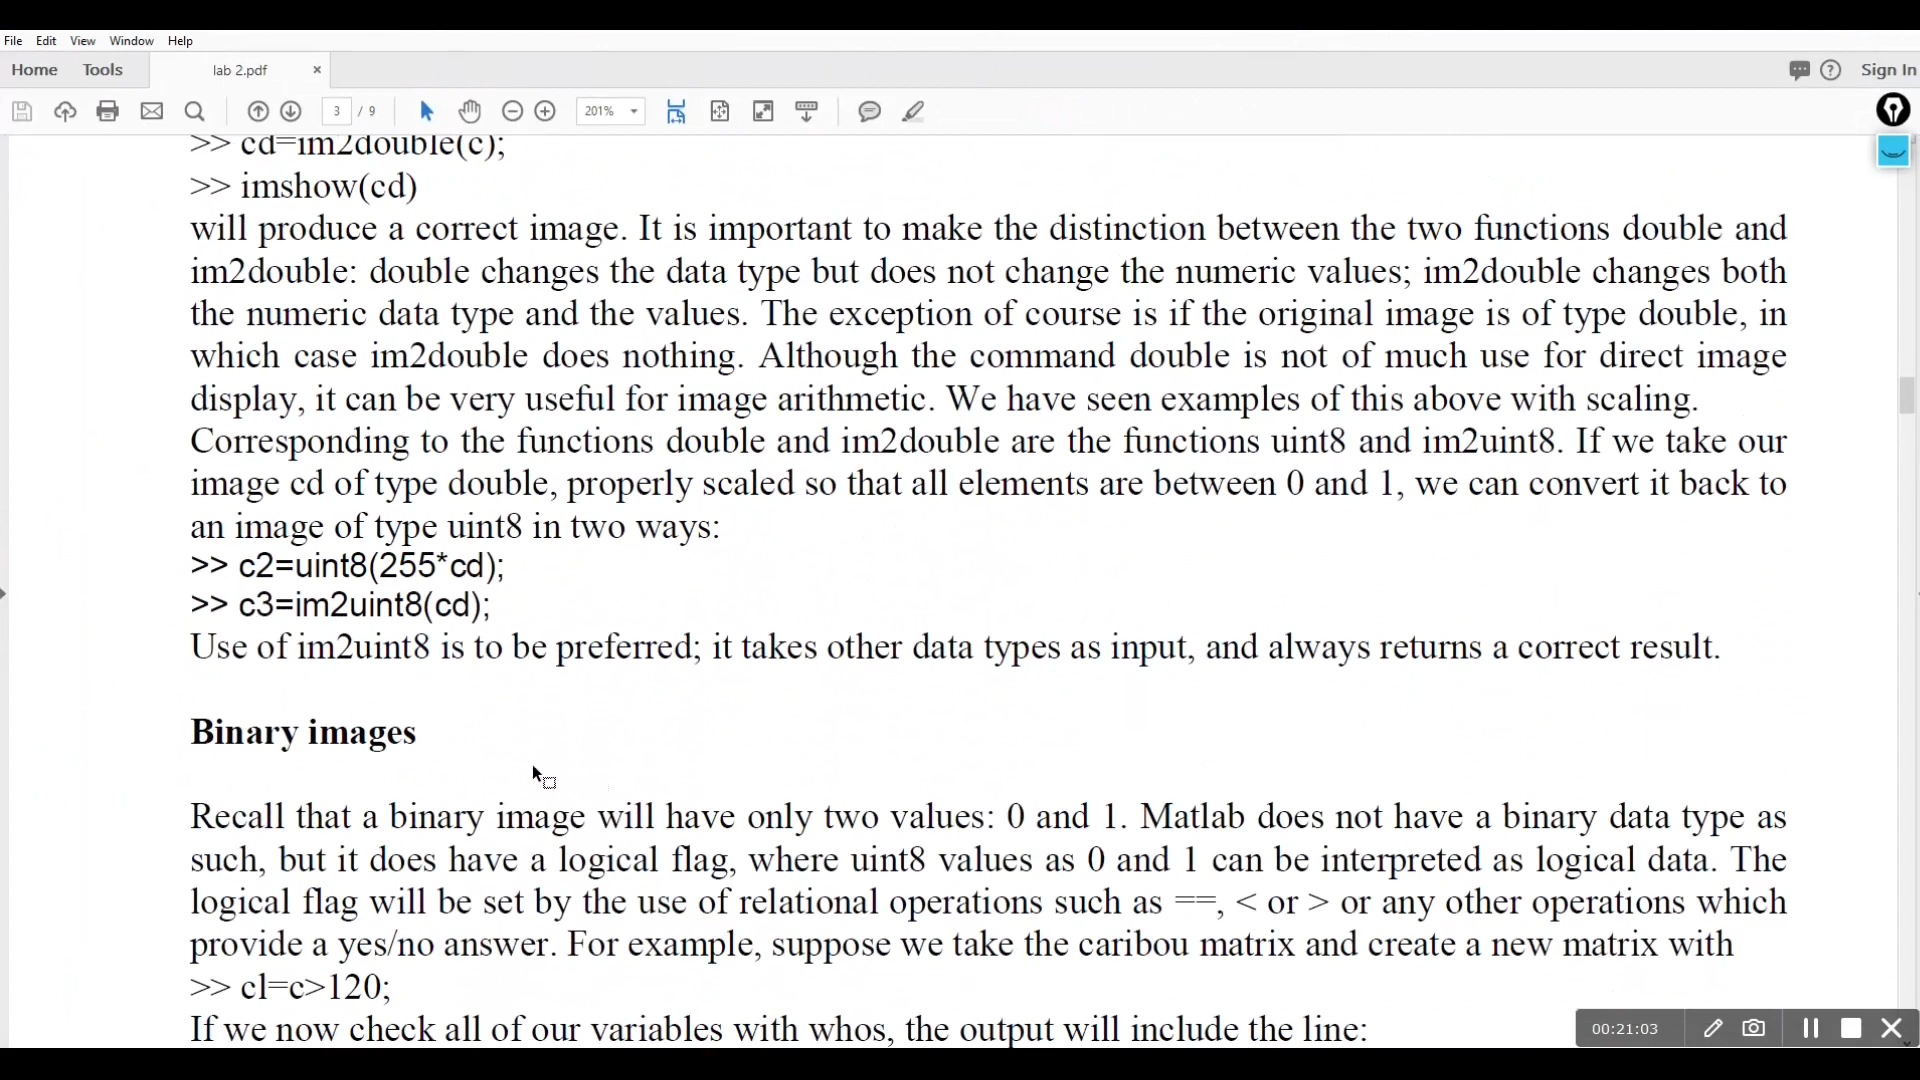 File Edit View Window Help
Home Tools lab 2.pdf × Sign In
3 / 9 201%
>> cd=im2double(c);
>> imshow(cd)
will produce a correct image. It is important to make the distinction between the two functions double and
im2double: double changes the data type but does not change the numeric values; im2double changes both
the numeric data type and the values. The exception of course is if the original image is of type double, in
which case im2double does nothing. Although the command double is not of much use for direct image
display, it can be very useful for image arithmetic. We have seen examples of this above with scaling.
Corresponding to the functions double and im2double are the functions uint8 and im2uint8. If we take our
image cd of type double, properly scaled so that all elements are between 0 and 1, we can convert it back to
an image of type uint8 in two ways:
>> c2=uint8(255*cd);
>> c3=im2uint8(cd);
Use of im2uint8 is to be preferred; it takes other data types as input, and always returns a correct result.
Binary images
Recall that a binary image will have only two values: 0 and 1. Matlab does not have a binary data type as
such, but it does have a logical flag, where uint8 values as 0 and 1 can be interpreted as logical data. The
logical flag will be set by the use of relational operations such as ==, < or > or any other operations which
provide a yes/no answer. For example, suppose we take the caribou matrix and create a new matrix with
>> cl=c>120;
If we now check all of our variables with whos, the output will include the line:
00:21:03